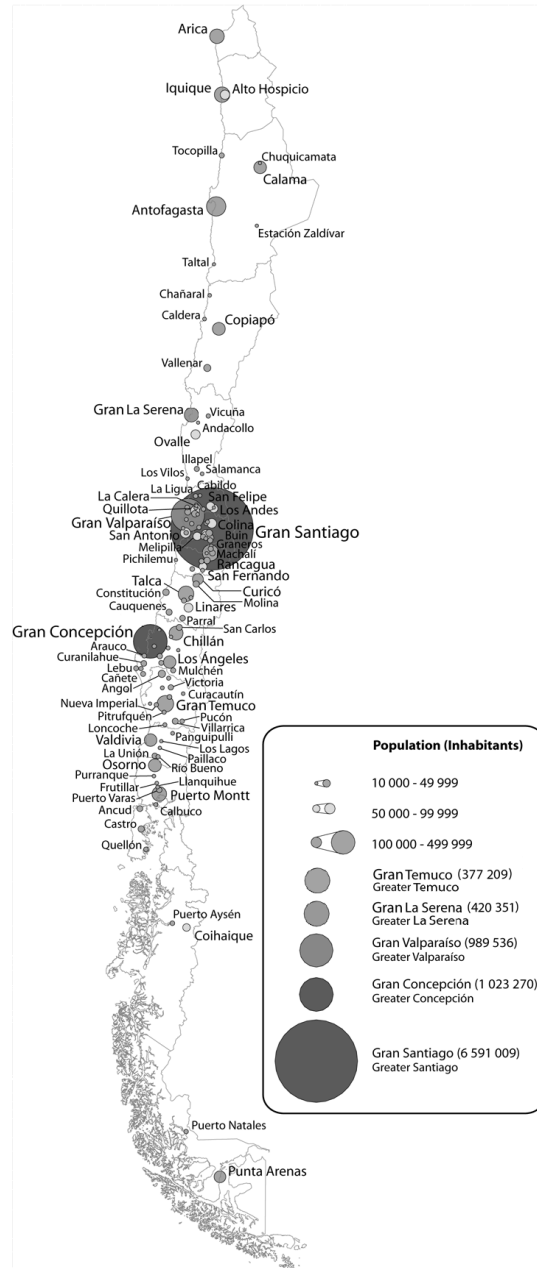 Arica
Iquique
Alto Hospicio
Tocopilla
Chuquicamata
Calama
Antofagasta
Estación Zaldívar
Taltal
Chañaral
Caldera
Copiapó
Vallenar
Gran La Serena
Vicuña
Andacollo
Ovalle
Illapel
Los Vilos
Salamanca
La Ligua
Cabildo
La Calera
San Felipe
Quillota
Los Andes
Gran Valparaíso
Colina
Gran Santiago
San Antonio
Buin
Melipilla
Graneros
Pichilemu
Machalí
Rancagua
San Fernando
Talca
Curicó
Constitución
Molina
Cauquenes
Linares
Parral
San Carlos
Gran Concepción
Chillán
Arauco
Curanilahue
Los Ángeles
Lebu
Mulchén
Cañete
Angol
Victoria
Curacautín
Nueva Imperial
Gran Temuco
Pitrufquén
Pucón
Loncoche
Villarrica
Panguipulli
Valdivia
Los Lagos
La Unión
Paillaco
Osorno
Río Bueno
Purranque
Frutillar
Llanquihue
Puerto Varas
Puerto Montt
Ancud
Calbuco
Castro
Quellón
Puerto Aysén
Coihaique
Puerto Natales
Punta Arenas
Population (Inhabitants)
10 000 - 49 999
50 000 - 99 999
100 000 - 499 999
Gran Temuco (377 209)
Greater Temuco
Gran La Serena (420 351)
Greater La Serena
Gran Valparaíso (989 536)
Greater Valparaíso
Gran Concepción (1 023 270)
Greater Concepción
Gran Santiago (6 591 009)
Greater Santiago